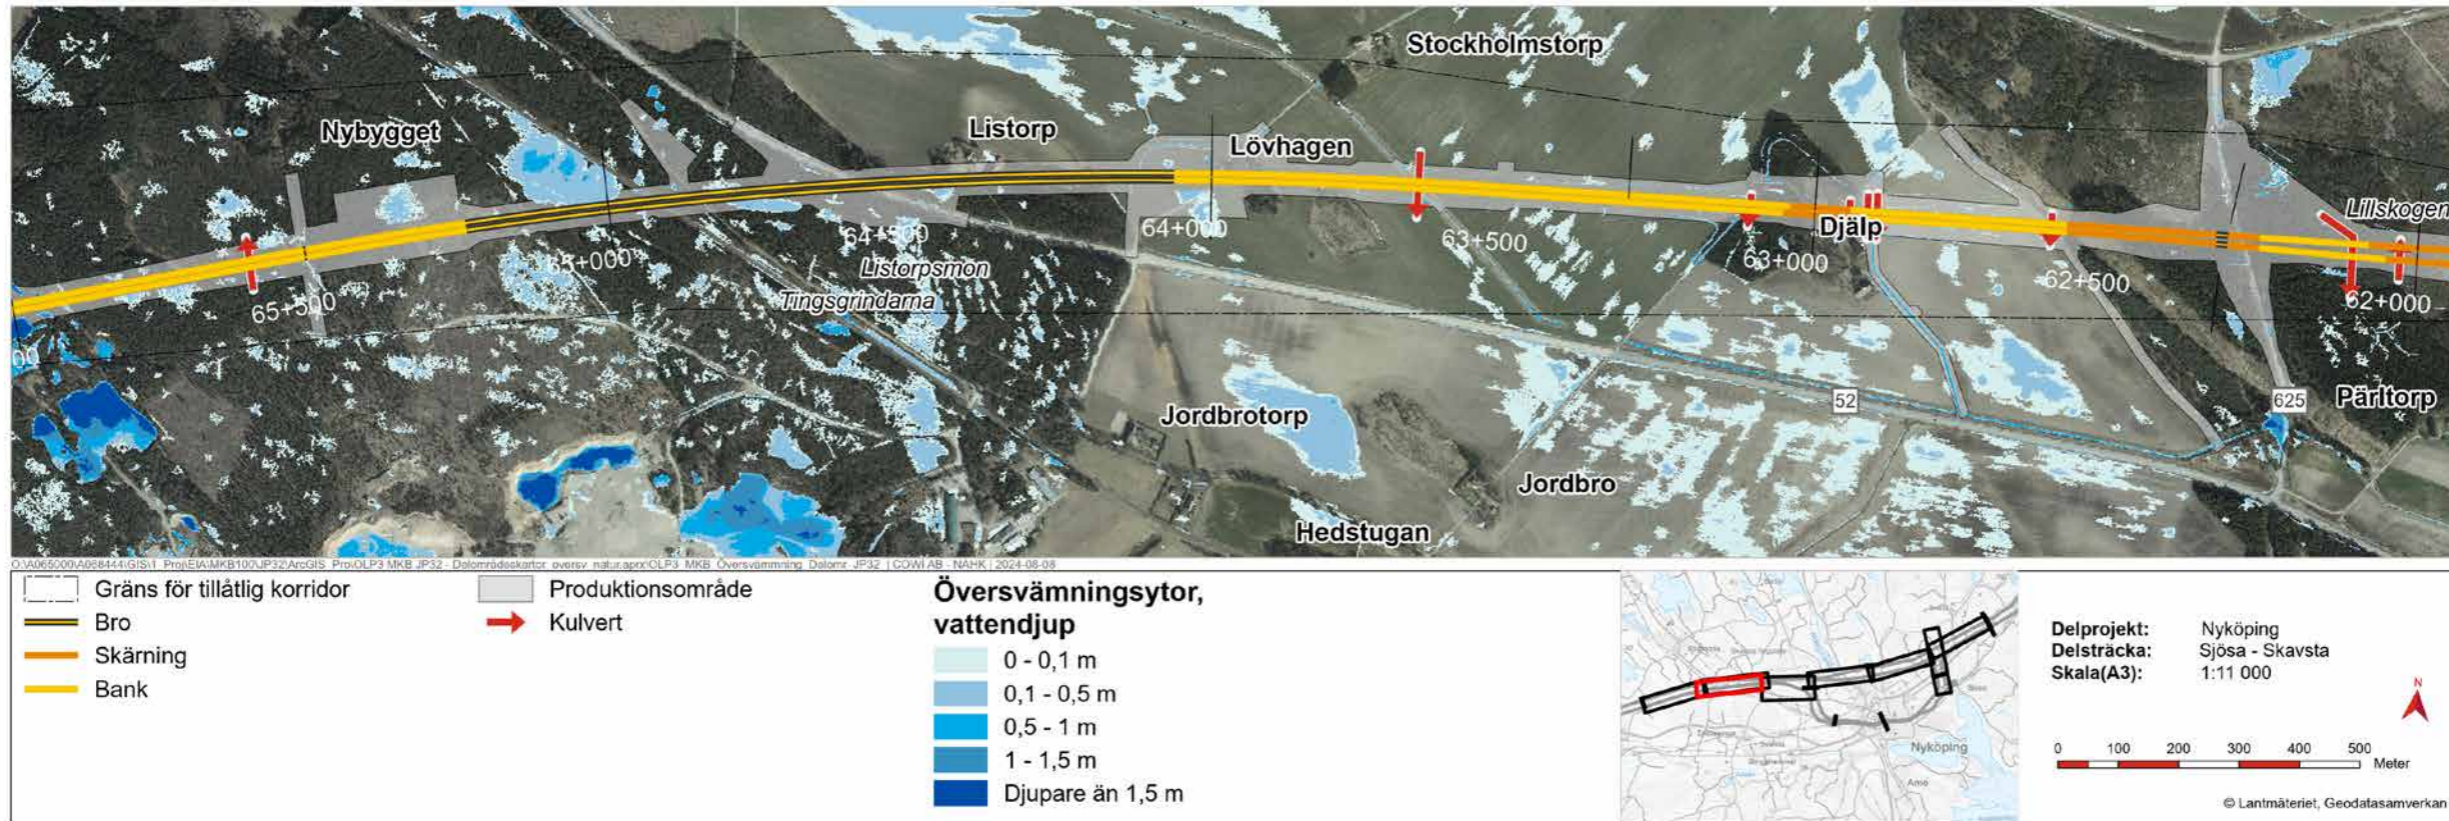 Stockholmstorp
Nybygget
Listorp
Lövhagen
Lillskogen
Djälp
64+500
64+000
63+500
63+000
62+500
62+000
65+000
65+500
00
Listorpsmon
Tingsgrindarna
Jordbrotorp
52
625
Pärltorp
Jordbro
Hedstugan
Gräns för tillåtlig korridor
Bro
Skärning
Bank
Produktionsområde
Kulvert
Översvämningsytor,
vattendjup
0 - 0,1 m
0,1 - 0,5 m
0,5 - 1 m
1 - 1,5 m
Djupare än 1,5 m
Nyköping
Delprojekt: Nyköping
Delsträcka: Sjösa - Skavsta
Skala(A3): 1:11 000
N
0 100 200 300 400 500
Meter
© Lantmäteriet, Geodatasamverkan